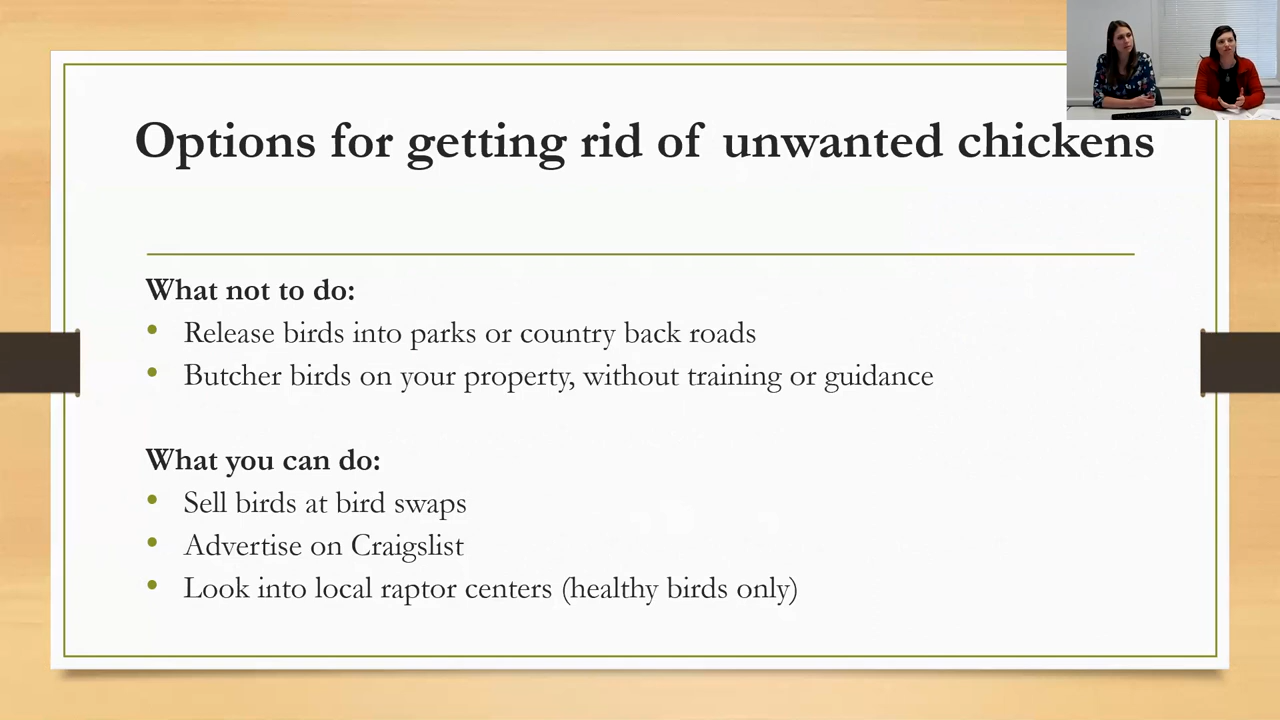 Options for getting rid of unwanted chickens
What not to do:
• Release birds into parks or country back roads
• Butcher birds on your property, without training or guidance
What you can do:
• Sell birds at bird swaps
• Advertise on Craigslist
• Look into local raptor centers (healthy birds only)